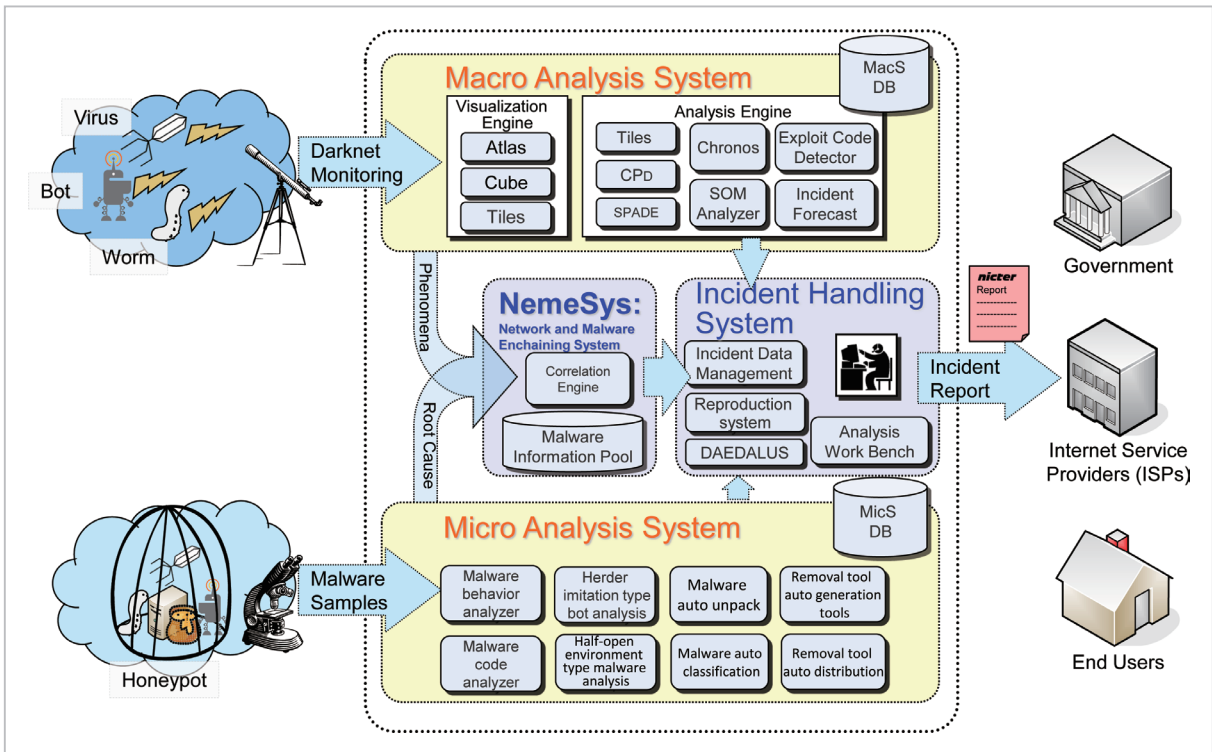 Virus
Bot
Worm
Darknet
Monitoring
Macro Analysis System
MacS
DB
Visualization
Engine
Atlas
Cube
Tiles
Analysis Engine
Tiles
CPD
SPADE
Chronos
SOM
Analyzer
Exploit Code
Detector
Incident
Forecast
Phenomena
Root Cause
NemeSys:
Network and Malware
Enchaining System
Correlation
Engine
Malware
Information Pool
Incident Handling
System
Incident Data
Management
Reproduction
system
DAEDALUS
Analysis
Work Bench
Incident
Report
nicter
Report
Government
Internet Service
Providers (ISPs)
End Users
Honeypot
Malware
Samples
Micro Analysis System
MicS
DB
Malware
behavior
analyzer
Herder
imitation type
bot analysis
Malware
auto unpack
Removal tool
auto generation
tools
Malware
code
analyzer
Half-open
environment
type malware
analysis
Malware auto
classification
Removal tool
auto distribution